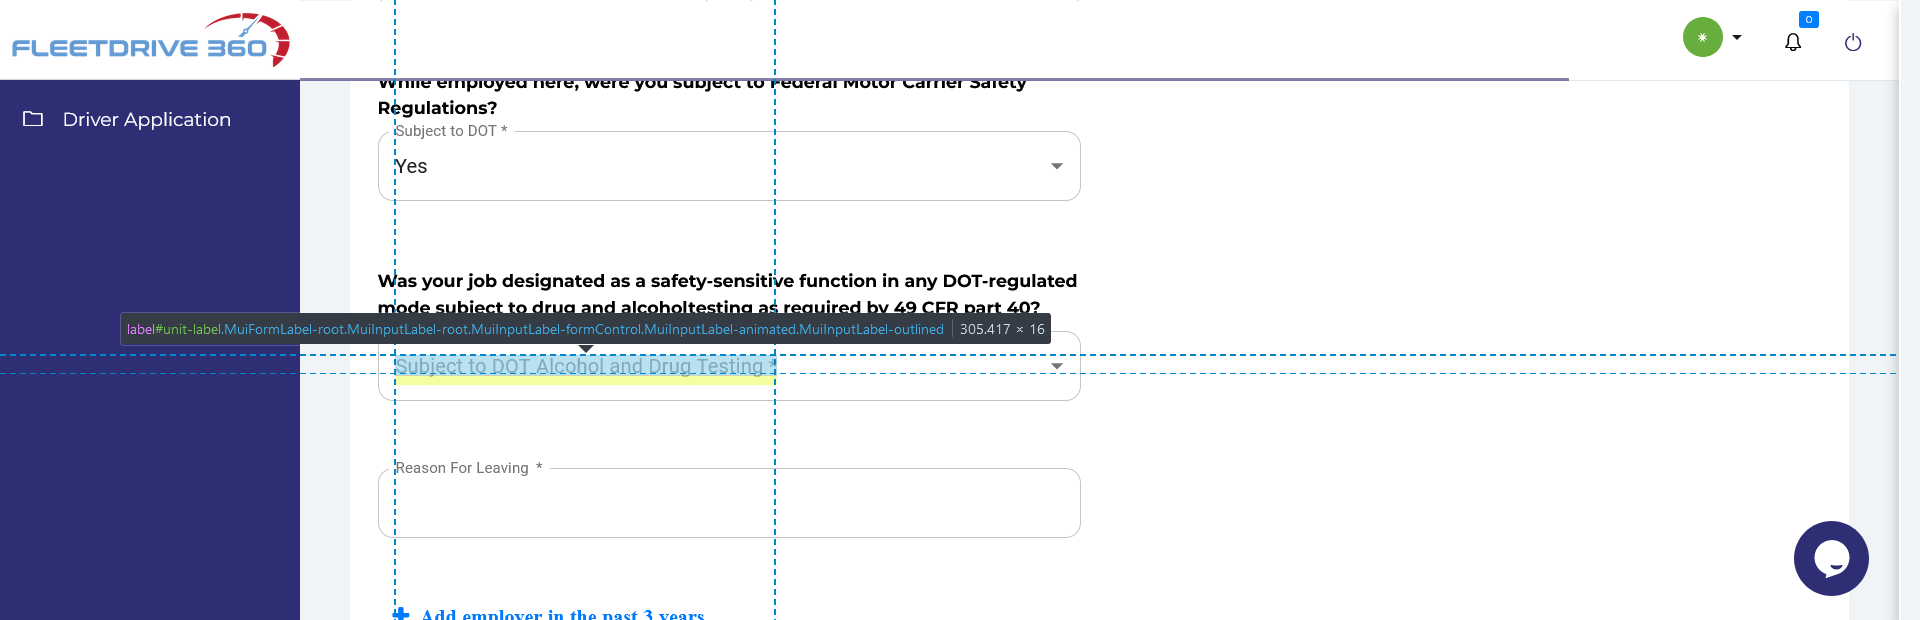 FLEETDRIVE 360
0
Driver Application
While employed here, were you subject to Federal Motor Carrier Safety
Regulations?
Subject to DOT *
Yes
Was your job designated as a safety-sensitive function in any DOT-regulated
mode subject to drug and alcoholtesting as required by 49 CFR part 40?
label#unit-label.MuiFormLabel-root.MuiInputLabel-root.MuiInputLabel-formControl.MuiInputLabel-animated.MuiInputLabel-outlined 305.417 × 16
Subject to DOT Alcohol and Drug Testing *
Reason For Leaving *
Add employer in the past 3 years